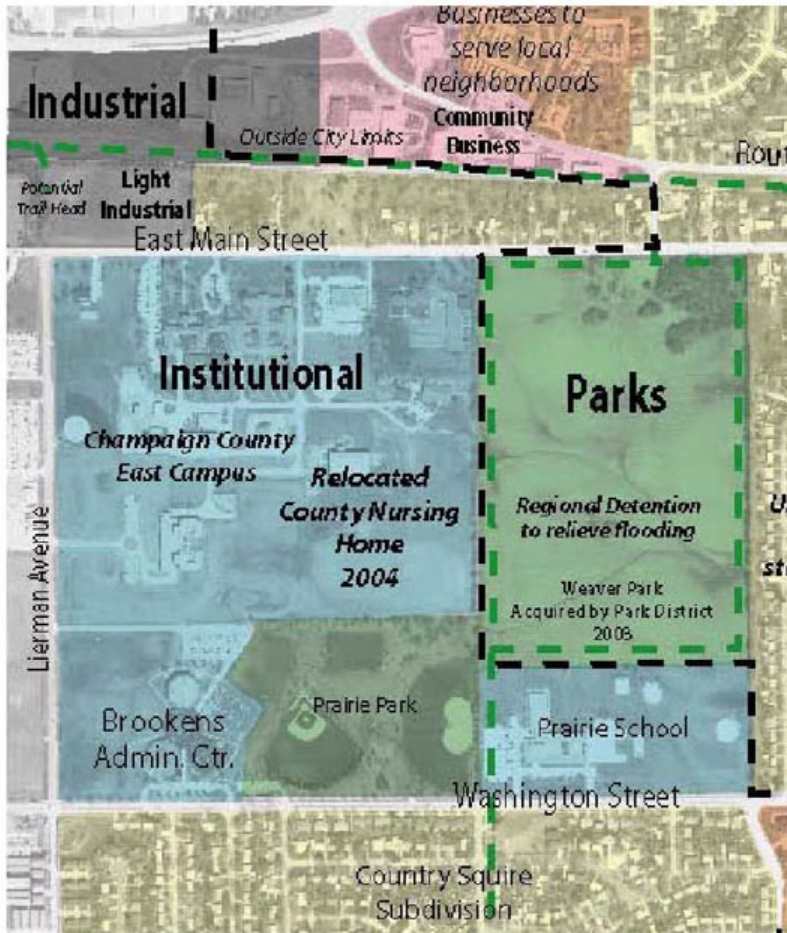 Businesses to
serve local
neighborhoods
Industrial
Community
Business
Outside City Limits
Rout
Potential
Trail Head
Light
Industrial
East Main Street
Institutional
Parks
Champaign County
East Campus
Relocated
County Nursing
Home
2004
Regional Detention
to relieve flooding
U
st
Weaver Park
Acquired by Park District
2003
Lierman Avenue
Brookens
Admin. Ctr.
Prairie Park
Prairie School
Washington Street
Country Squire
Subdivision